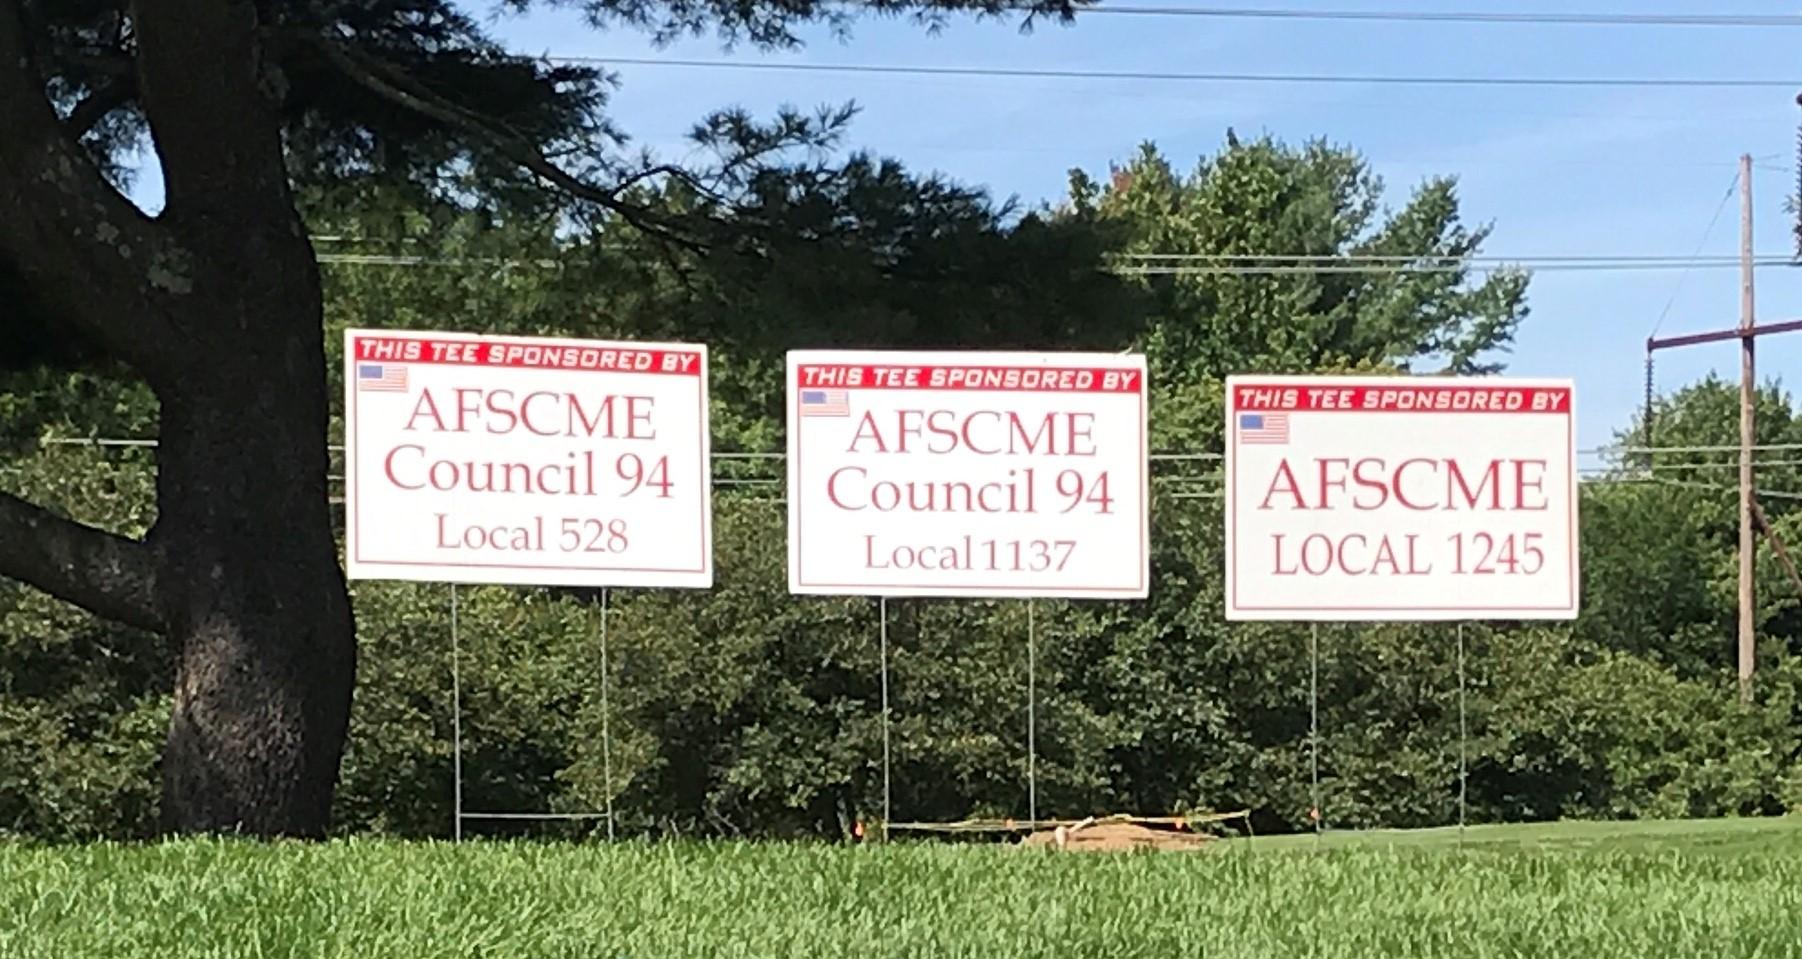 THIS TEE SPONSORED BY
AFSCME
Council 94
Local 528
THIS TEE SPONSORED BY
AFSCME
Council 94
Local 1137
THIS TEE SPONSORED BY
AFSCME
LOCAL 1245